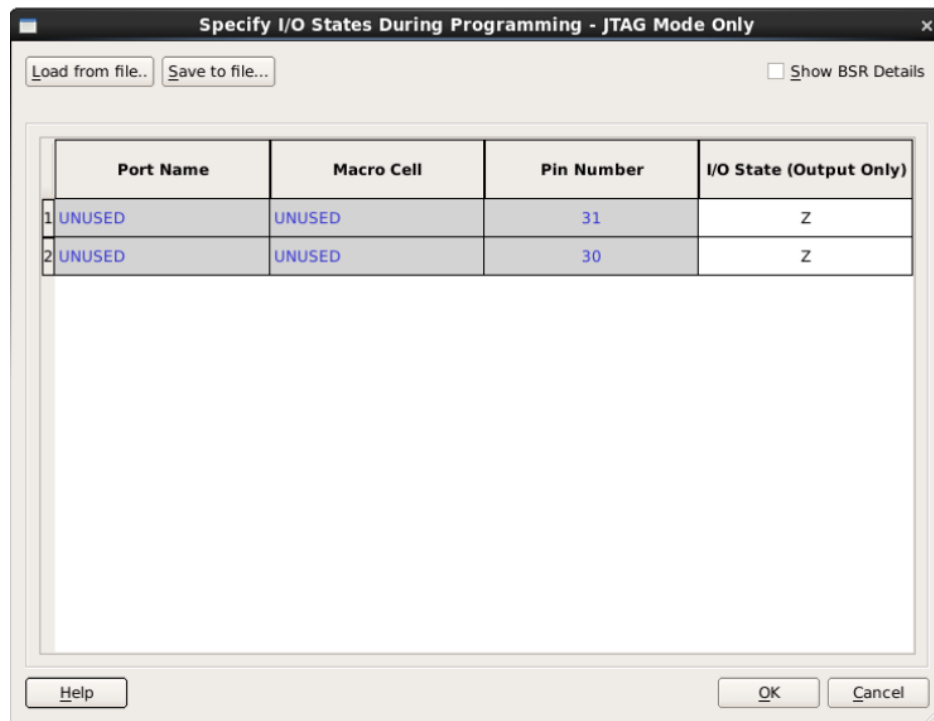 Specify I/O States During Programming - JTAG Mode Only ×
Load from file.. Save to file... Show BSR Details
Port Name Macro Cell Pin Number I/O State (Output Only)
1 UNUSED UNUSED 31 Z
2 UNUSED UNUSED 30 Z
Help OK Cancel